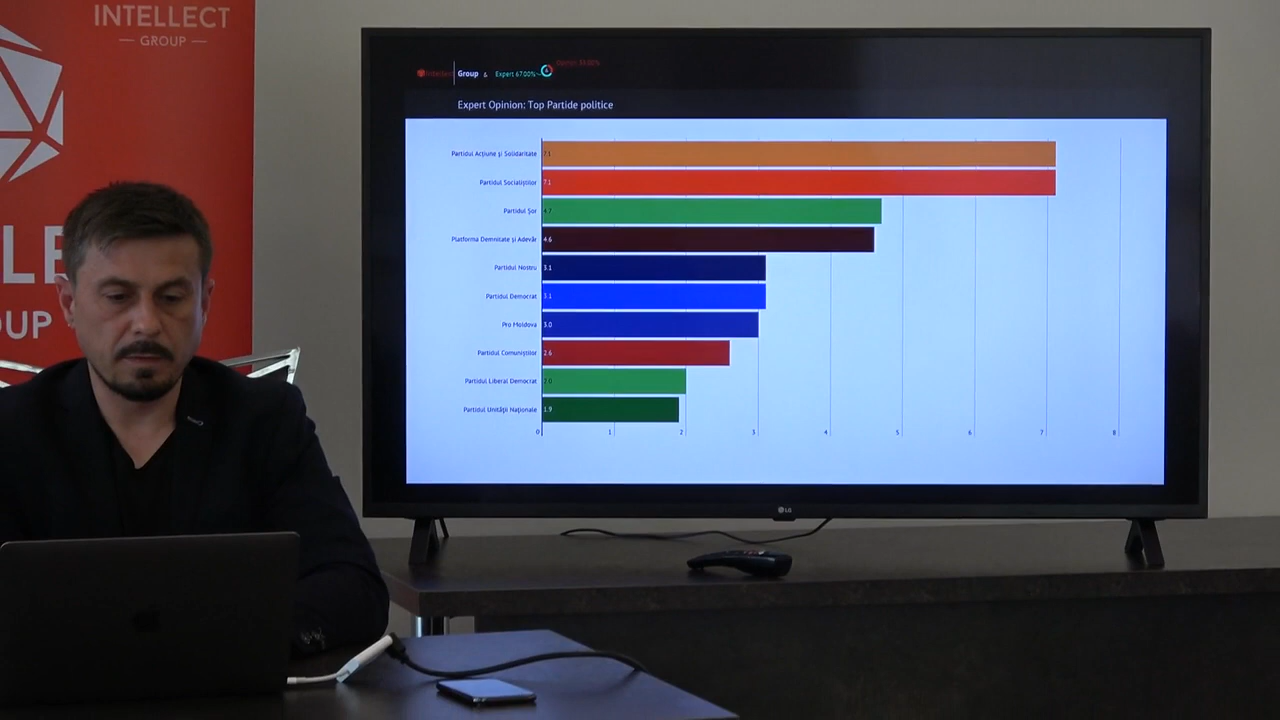 INTELLECT
— GROUP —
LE
OUP
Group &
Expert 67.00%
Expert Opinion: Top Partide politice
Partidul Acțiune și Solidaritate 7.1
Partidul Socialiștilor 7.1
Partidul Șor 4.7
Platforma Demnitate și Adevăr 4.6
Partidul Nostru 3.1
Partidul Democrat 3.1
Pro Moldova 3.0
Partidul Comuniștilor 2.6
Partidul Liberal Democrat 2.0
Partidul Unității Naționale 1.9
0 1 2 3 4 5 6 7 8
LG